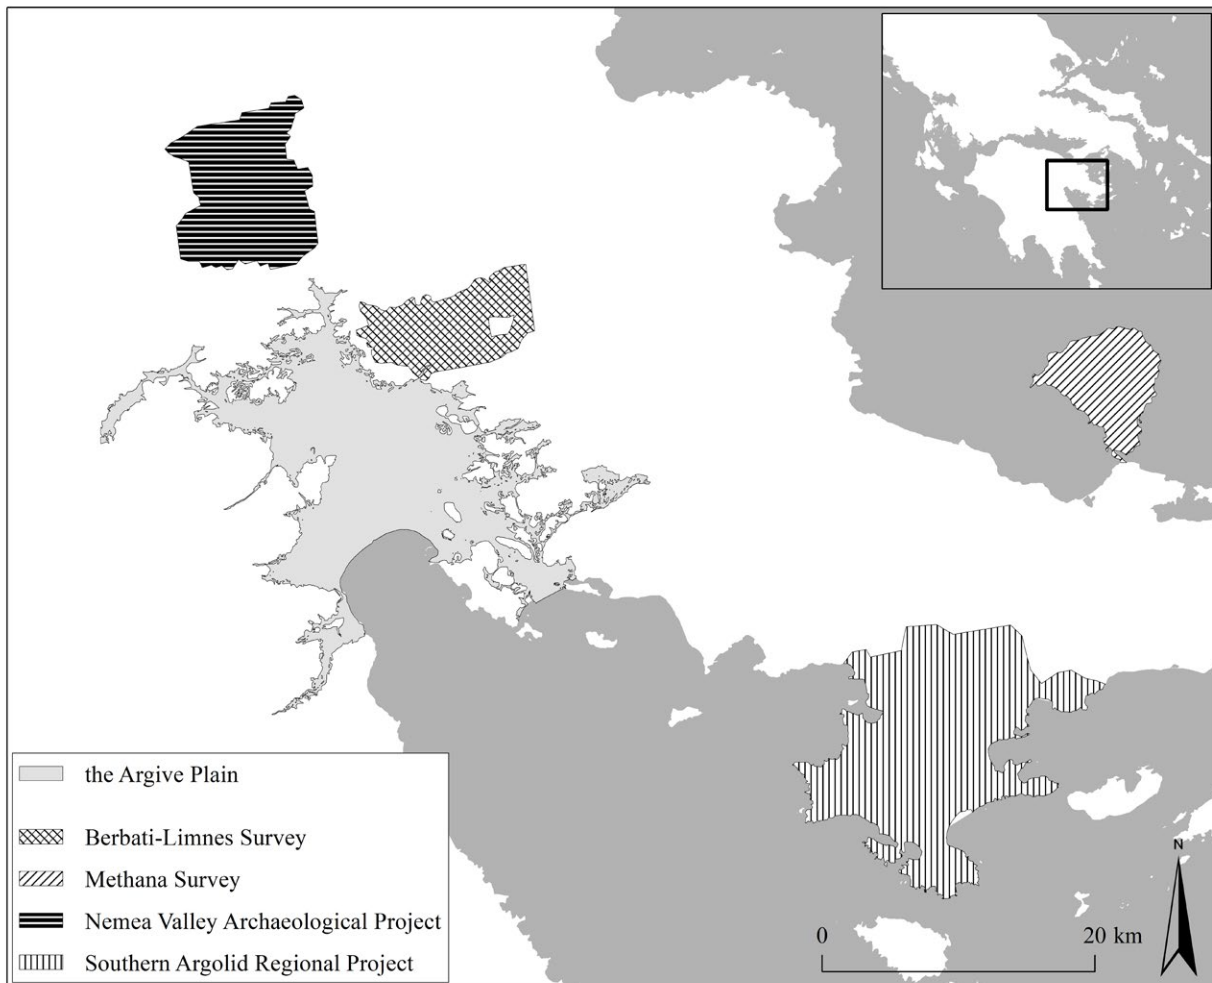 the Argive Plain
Berbati-Limnes Survey
Methana Survey
Nemea Valley Archaeological Project
Southern Argolid Regional Project
N
0 20 km